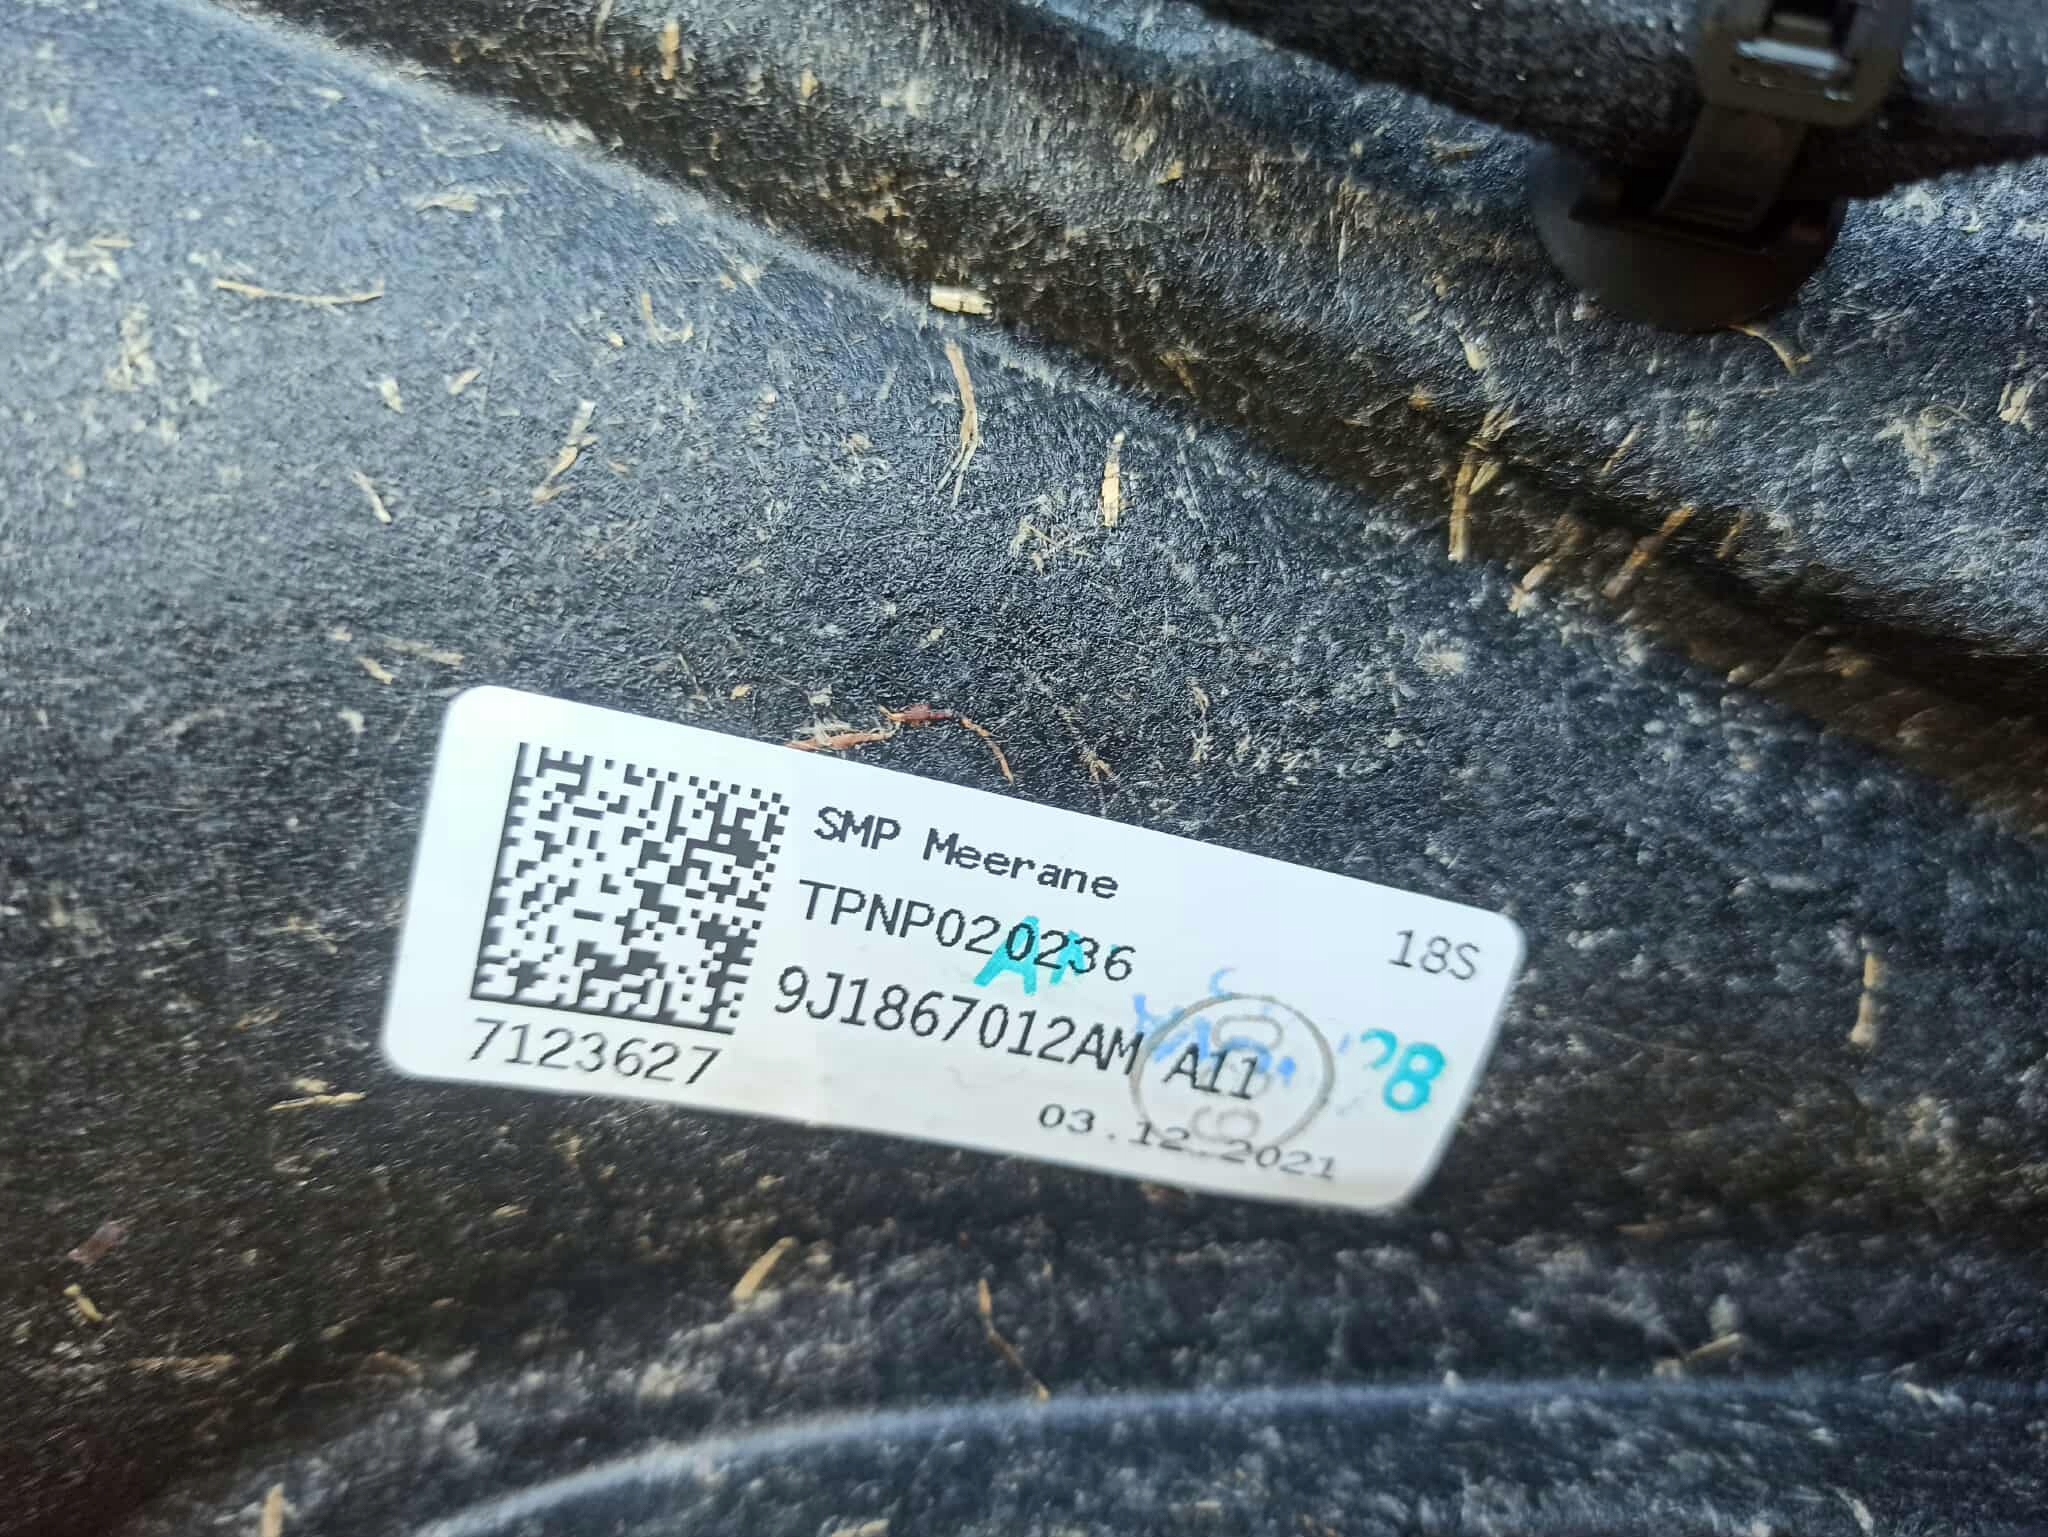 SMP Meerane
TPNP020236
18S
9J1867012AM A11
7123627
03.12.2021